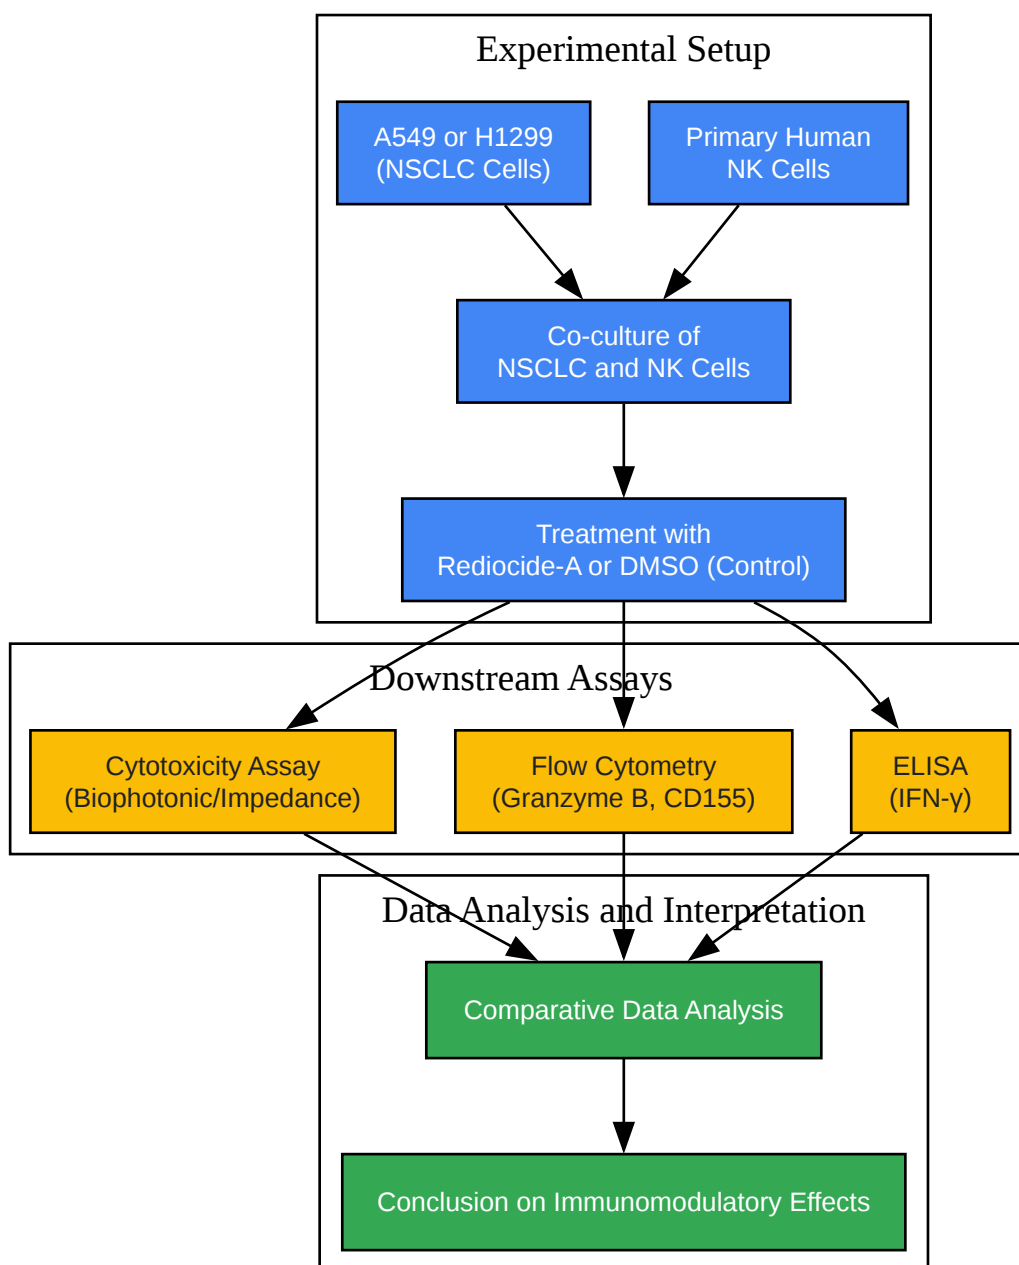 Experimental Setup
A549 or H1299
(NSCLC Cells)
Primary Human
NK Cells
Co-culture of
NSCLC and NK Cells
Treatment with
Rediocide-A or DMSO (Control)
Downstream Assays
Cytotoxicity Assay
(Biophotonic/Impedance)
Flow Cytometry
(Granzyme B, CD155)
ELISA
(IFN-γ)
Data Analysis and Interpretation
Comparative Data Analysis
Conclusion on Immunomodulatory Effects